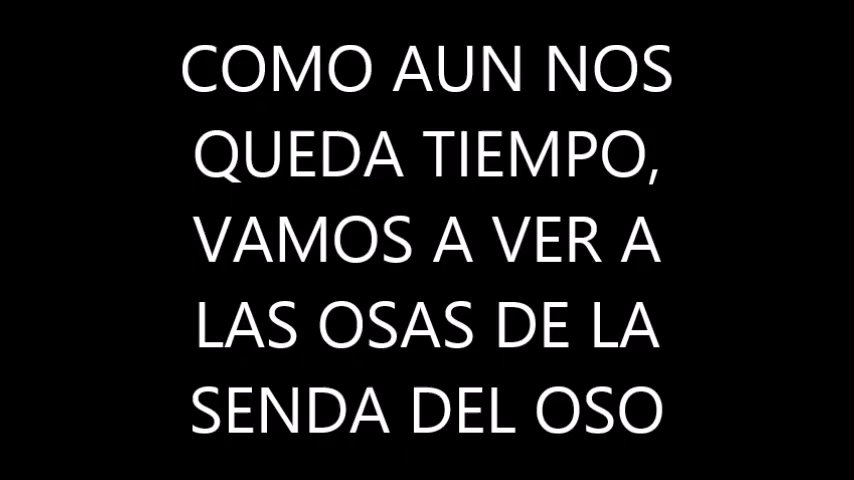 COMO AUN NOS
QUEDA TIEMPO,
VAMOS A VER A
LAS OSAS DE LA
SENDA DEL OSO